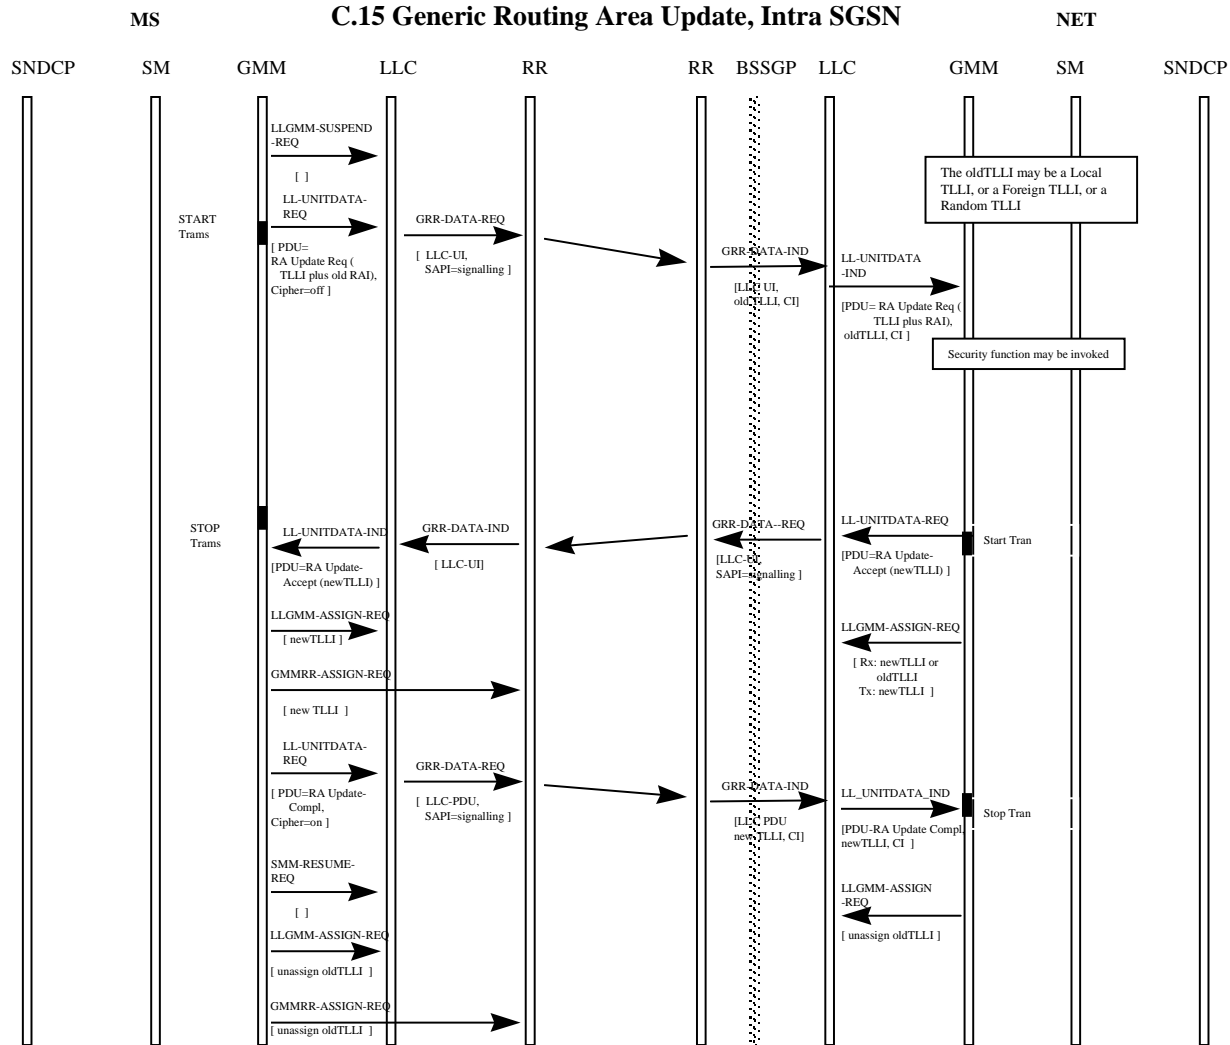 MS
C.15 Generic Routing Area Update, Intra SGSN
NET
SNDCP
SM
GMM
LLC
RR
RR
BSSGP
LLC
GMM
SM
SNDCP
LLGMM-SUSPEND
-REQ
[ ]
LL-UNITDATA-
REQ
START
Trams
[ PDU=
RA Update Req (
TLLI plus old RAI),
Cipher=off ]
GRR-DATA-REQ
[ LLC-UI,
SAPI=signalling ]
GRR-DATA-IND
[LLC UI,
old TLLI, CI]
LL-UNITDATA
-IND
[PDU= RA Update Req (
TLLI plus RAI),
oldTLLI, CI ]
The oldTLLI may be a Local
TLLI, or a Foreign TLLI, or a
Random TLLI
Security function may be invoked
STOP
Trams
LL-UNITDATA-IND
[PDU=RA Update-
Accept (newTLLI) ]
GRR-DATA-IND
[ LLC-UI]
GRR-DATA--REQ
[LLC-UI,
SAPI=signalling ]
LL-UNITDATA-REQ
[PDU=RA Update-
Accept (newTLLI) ]
Start Tran
LLGMM-ASSIGN-REQ
[ newTLLI ]
LLGMM-ASSIGN-REQ
[ Rx: newTLLI or
oldTLLI
Tx: newTLLI ]
GMMRR-ASSIGN-REQ
[ new TLLI ]
LL-UNITDATA-
REQ
[ PDU=RA Update-
Compl,
Cipher=on ]
GRR-DATA-REQ
[ LLC-PDU,
SAPI=signalling ]
GRR-DATA-IND
[LLC PDU
new TLLI, CI]
LL_UNITDATA_IND
[PDU-RA Update Compl,
newTLLI, CI ]
Stop Tran
SMM-RESUME-
REQ
[ ]
LLGMM-ASSIGN
-REQ
[ unassign oldTLLI ]
LLGMM-ASSIGN-REQ
[ unassign oldTLLI ]
GMMRR-ASSIGN-REQ
[ unassign oldTLLI ]